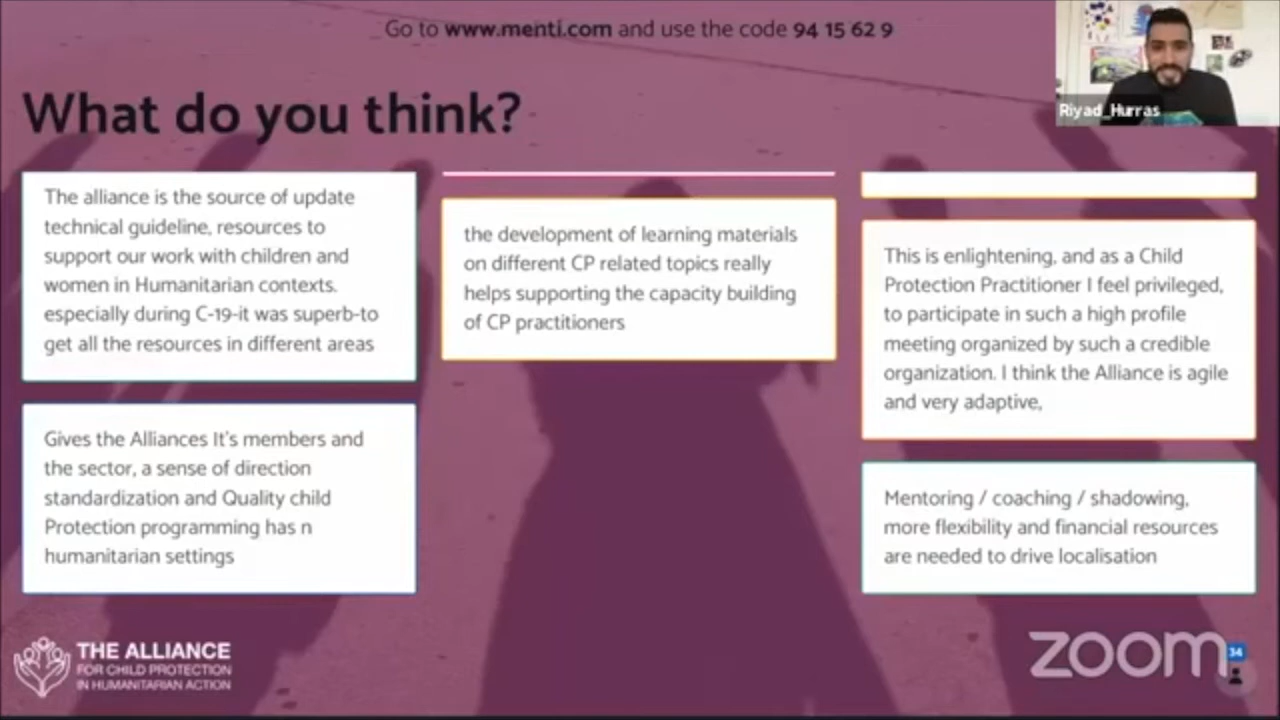 Go to www.menti.com and use the code 94 15 62 9
Riyad_Hurras
What do you think?
The alliance is the source of update
technical guideline, resources to
support our work with children and
women in Humanitarian contexts.
especially during C-19-it was superb-to
get all the resources in different areas
Gives the Alliances It's members and
the sector, a sense of direction
standardization and Quality child
Protection programming has n
humanitarian settings
the development of learning materials
on different CP related topics really
helps supporting the capacity building
of CP practitioners
This is enlightening, and as a Child
Protection Practitioner I feel privileged,
to participate in such a high profile
meeting organized by such a credible
organization. I think the Alliance is agile
and very adaptive,
Mentoring / coaching / shadowing,
more flexibility and financial resources
are needed to drive localisation
THE ALLIANCE
FOR CHILD PROTECTION
IN HUMANITARIAN ACTION
zoom
34